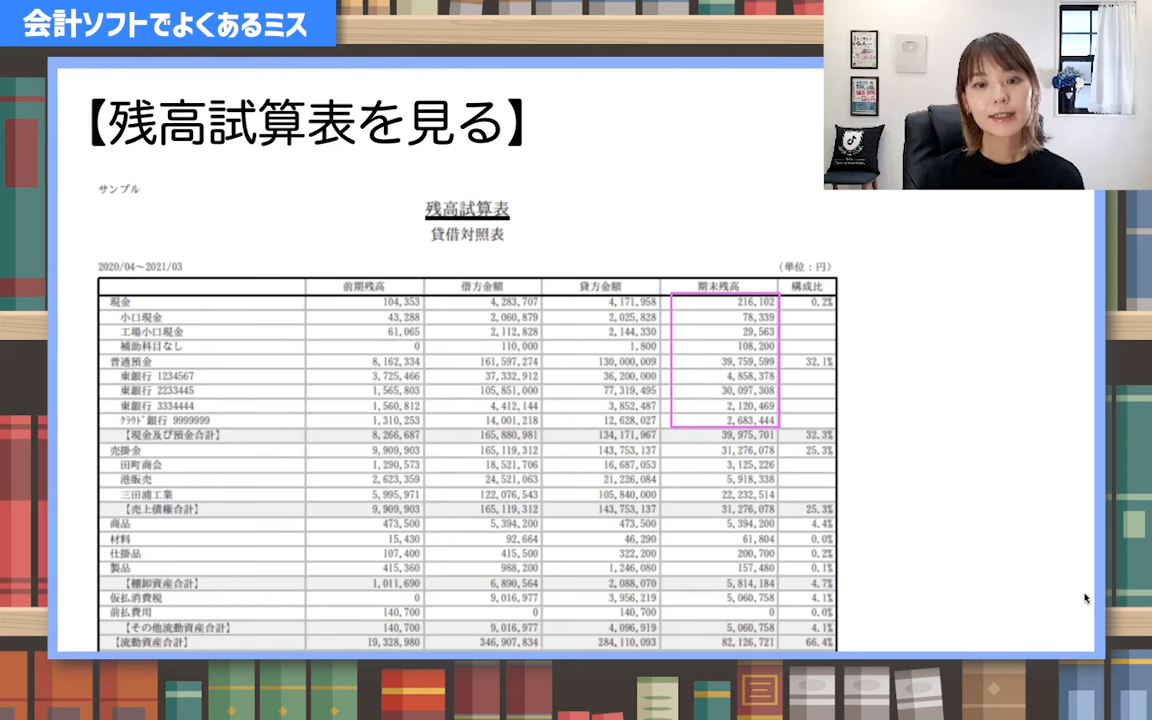 会計ソフトでよくあるミス
【残高試算表を見る】
サンプル
残高試算表
貸借対照表
2020/04～2021/03 （単位：円）
前期残高 借方金額 貸方金額 期末残高 構成比
現金 104,353 4,283,707 4,171,958 216,102 0.2%
小口現金 43,288 2,060,879 2,025,828 78,339
工場小口現金 61,065 2,112,828 2,144,330 29,563
補助科目なし 0 110,000 1,800 108,200
普通預金 8,162,334 161,597,274 130,000,009 39,759,599 32.1%
東銀行 1234567 3,725,466 37,332,912 36,200,000 4,858,378
東銀行 2233445 1,565,803 105,851,000 77,319,495 30,097,308
東銀行 3334444 1,560,812 4,412,144 3,852,487 2,120,469
ｸﾗｳﾄﾞ銀行 9999999 1,310,253 14,001,218 12,628,027 2,683,444
【現金及び預金合計】 8,266,687 165,880,981 134,171,967 39,975,701 32.3%
売掛金 9,909,903 165,119,312 143,753,137 31,276,078 25.3%
田町商会 1,290,573 18,521,706 16,687,053 3,125,226
港販売 2,623,359 24,521,063 21,226,084 5,918,338
三田浦工業 5,995,971 122,076,543 105,840,000 22,232,514
【売上債権合計】 9,909,903 165,119,312 143,753,137 31,276,078 25.3%
商品 473,500 5,394,200 473,500 5,394,200 4.4%
材料 15,430 92,664 46,290 61,804 0.0%
仕掛品 107,400 415,500 322,200 200,700 0.2%
製品 415,360 988,200 1,246,080 157,480 0.1%
【棚卸資産合計】 1,011,690 6,890,564 2,088,070 5,814,184 4.7%
仮払消費税 0 9,016,977 3,956,219 5,060,758 4.1%
前払費用 140,700 0 140,700 0 0.0%
【その他流動資産合計】 140,700 9,016,977 4,096,919 5,060,758 4.1%
【流動資産合計】 19,328,980 346,907,834 284,110,093 82,126,721 66.4%